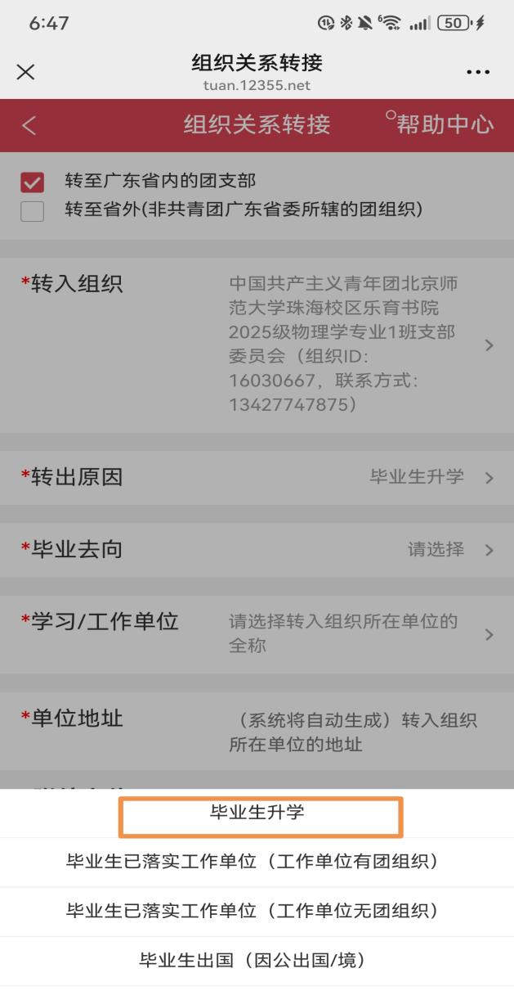 6:47
6
50
组织关系转接
tuan.12355.net
组织关系转接
帮助中心
转至广东省内的团支部
转至省外(非共青团广东省委所辖的团组织)
*转入组织
中国共产主义青年团北京师
范大学珠海校区乐育书院
2025级物理学专业1班支部
委员会（组织ID:
16030667，联系方式:
13427747875）
*转出原因
毕业生升学
*毕业去向
请选择
*学习/工作单位
请选择转入组织所在单位的
全称
*单位地址
（系统将自动生成）转入组织
所在单位的地址
毕业生升学
毕业生已落实工作单位（工作单位有团组织）
毕业生已落实工作单位（工作单位无团组织）
毕业生出国（因公出国/境）